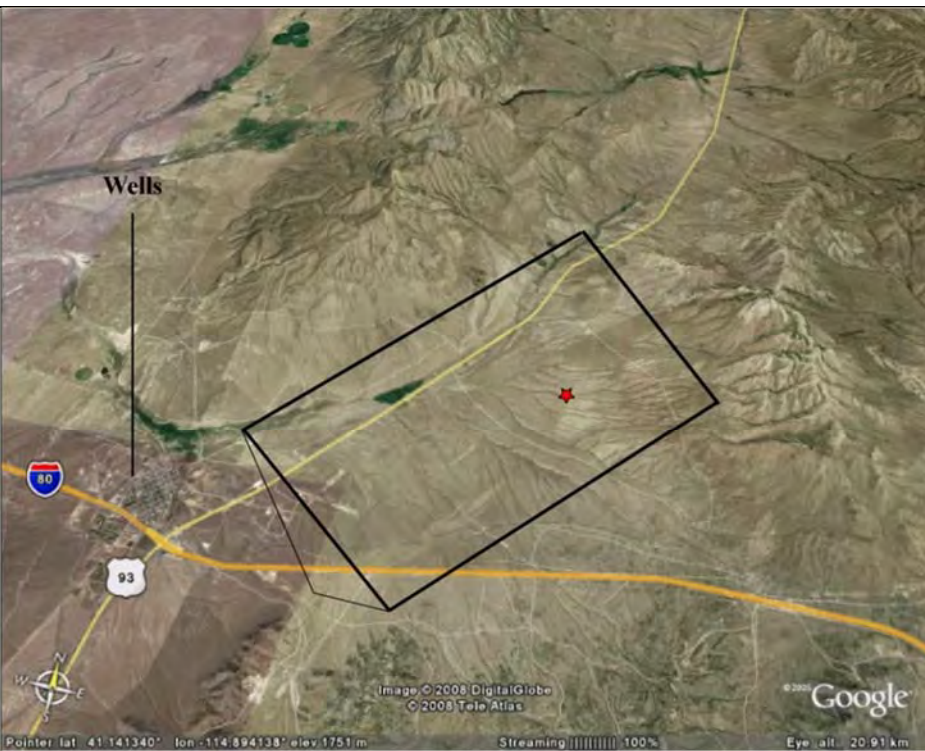 Wells
80
93
N
W
E
S
Image © 2008 DigitalGlobe
© 2008 Tele Atlas
©2005 Google
Pointer lat 41.141340° lon -114.894138° elev 1751 m
Streaming |||||||||| 100%
Eye alt 20.91 km